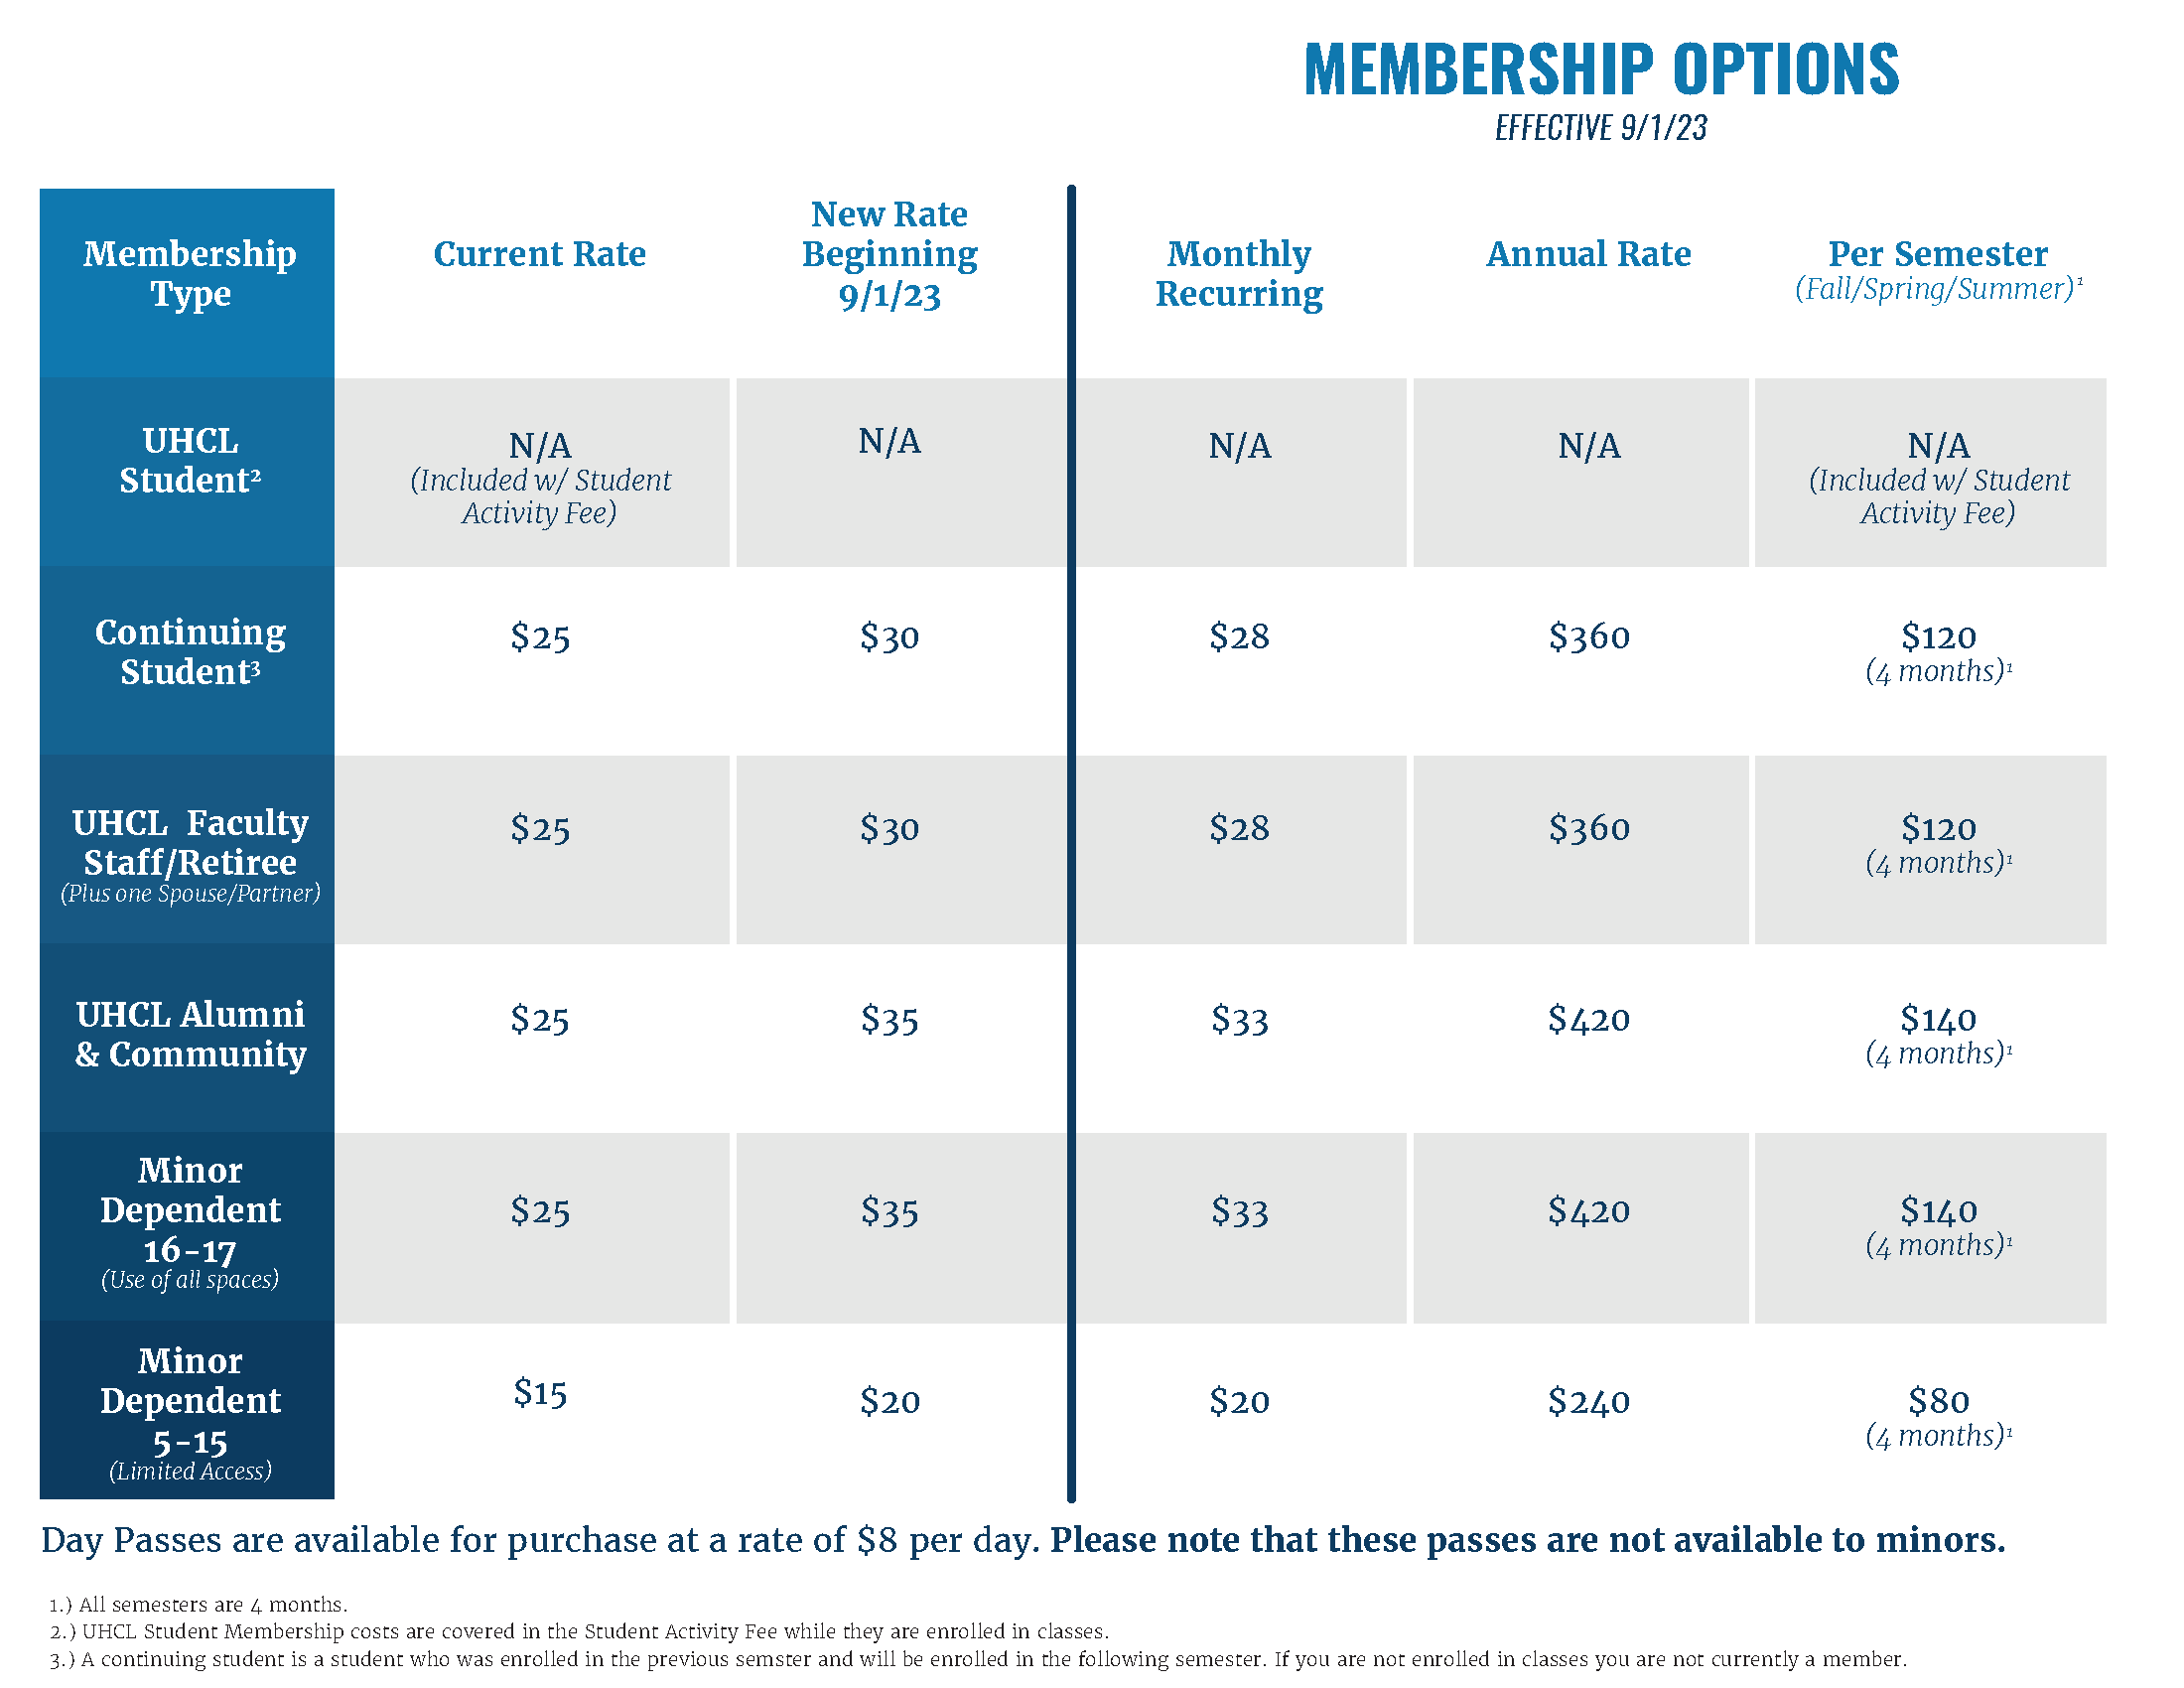 MEMBERSHIP OPTIONS
EFFECTIVE 9/1/23
Membership
Type
Current Rate
New Rate
Beginning
9/1/23
Monthly
Recurring
Annual Rate
Per Semester
(Fall/Spring/Summer)¹
UHCL
Student²
N/A
(Included w/ Student
Activity Fee)
N/A
N/A
N/A
N/A
(Included w/ Student
Activity Fee)
Continuing
Student³
$25
$30
$28
$360
$120
(4 months)¹
UHCL Faculty
Staff/Retiree
(Plus one Spouse/Partner)
$25
$30
$28
$360
$120
(4 months)¹
UHCL Alumni
& Community
$25
$35
$33
$420
$140
(4 months)¹
Minor
Dependent
16-17
(Use of all spaces)
$25
$35
$33
$420
$140
(4 months)¹
Minor
Dependent
5-15
(Limited Access)
$15
$20
$20
$240
$80
(4 months)¹
Day Passes are available for purchase at a rate of $8 per day. Please note that these passes are not available to minors.
1.) All semesters are 4 months.
2.) UHCL Student Membership costs are covered in the Student Activity Fee while they are enrolled in classes.
3.) A continuing student is a student who was enrolled in the previous semster and will be enrolled in the following semester. If you are not enrolled in classes you are not currently a member.